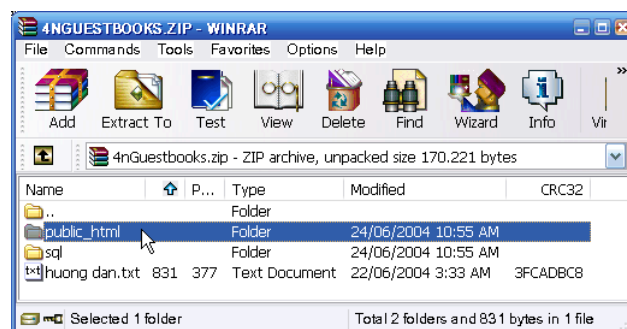 4NGUESTBOOKS.ZIP - WINRAR
File Commands Tools Favorites Options Help
Add Extract To Test View Delete Find Wizard Info Vir
4nGuestbooks.zip - ZIP archive, unpacked size 170.221 bytes
Name P... Type Modified CRC32
.. Folder
public_html Folder 24/06/2004 10:55 AM
sql Folder 24/06/2004 10:55 AM
huong dan.txt 831 377 Text Document 22/06/2004 3:33 AM 3FCADBC8
Selected 1 folder Total 2 folders and 831 bytes in 1 file